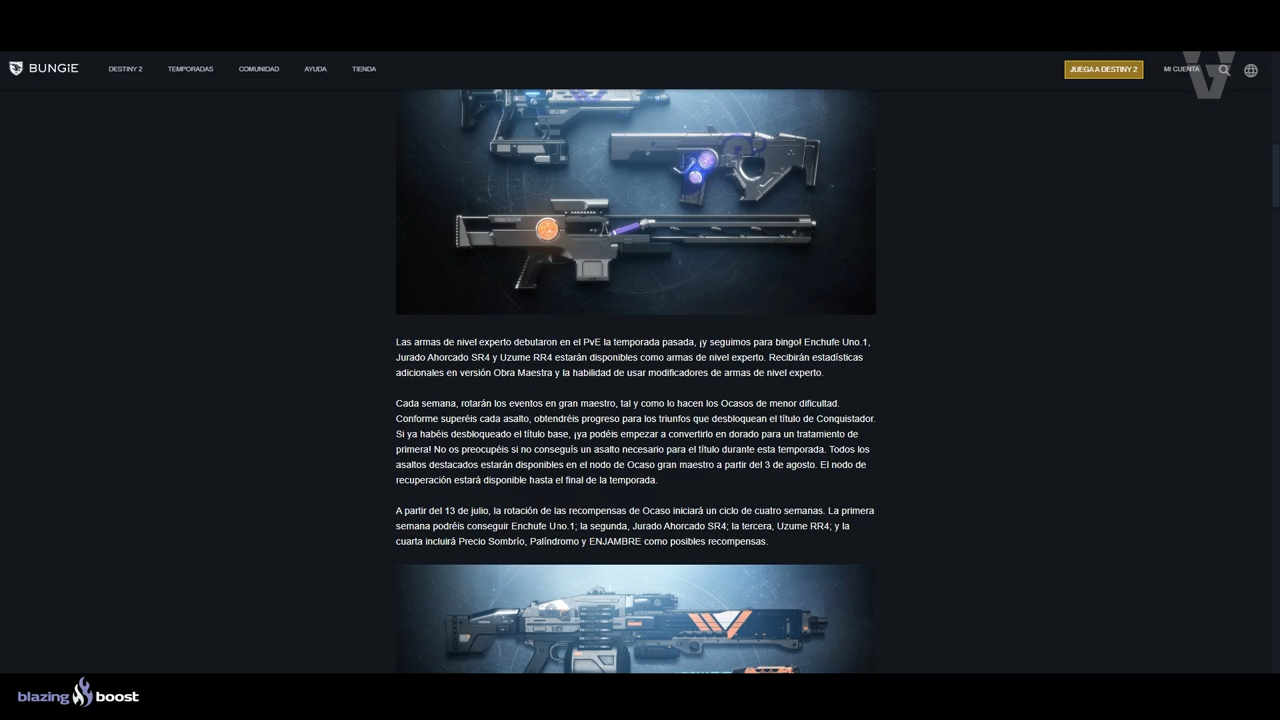 BUNGiE
DESTINY 2
TEMPORADAS
COMUNIDAD
AYUDA
TIENDA
JUEGA A DESTINY 2
MI CUENTA
Las armas de nivel experto debutaron en el PvE la temporada pasada, ¡y seguimos para bingo! Enchufe Uno.1,
Jurado Ahorcado SR4 y Uzume RR4 estarán disponibles como armas de nivel experto. Recibirán estadísticas
adicionales en versión Obra Maestra y la habilidad de usar modificadores de armas de nivel experto.
Cada semana, rotarán los eventos en gran maestro, tal y como lo hacen los Ocasos de menor dificultad.
Conforme superéis cada asalto, obtendréis progreso para los triunfos que desbloquean el título de Conquistador.
Si ya habéis desbloqueado el título base, ¡ya podéis empezar a convertirlo en dorado para un tratamiento de
primera! No os preocupéis si no conseguís un asalto necesario para el título durante esta temporada. Todos los
asaltos destacados estarán disponibles en el nodo de Ocaso gran maestro a partir del 3 de agosto. El nodo de
recuperación estará disponible hasta el final de la temporada.
A partir del 13 de julio, la rotación de las recompensas de Ocaso iniciará un ciclo de cuatro semanas. La primera
semana podréis conseguir Enchufe Uno.1; la segunda, Jurado Ahorcado SR4; la tercera, Uzume RR4; y la
cuarta incluirá Precio Sombrío, Palíndromo y ENJAMBRE como posibles recompensas.
blazing boost